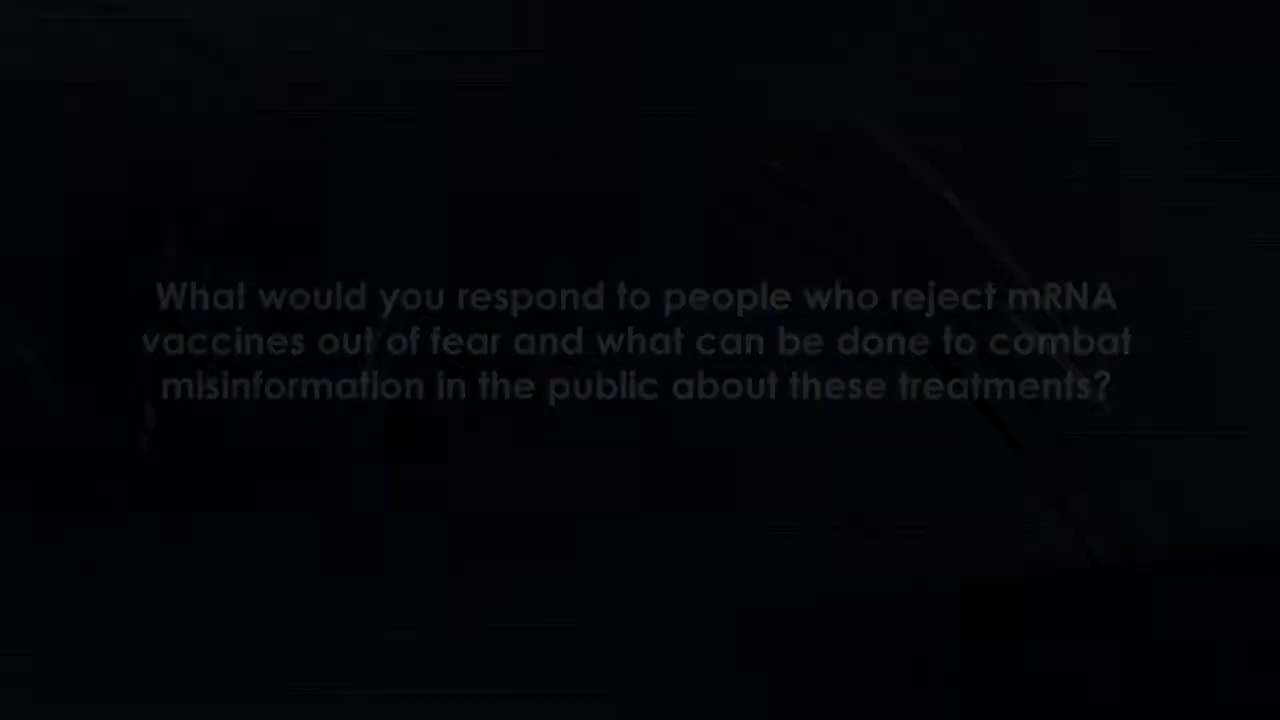 What would you respond to people who reject mRNA
vaccines out of fear and what can be done to combat
misinformation in the public about these treatments?